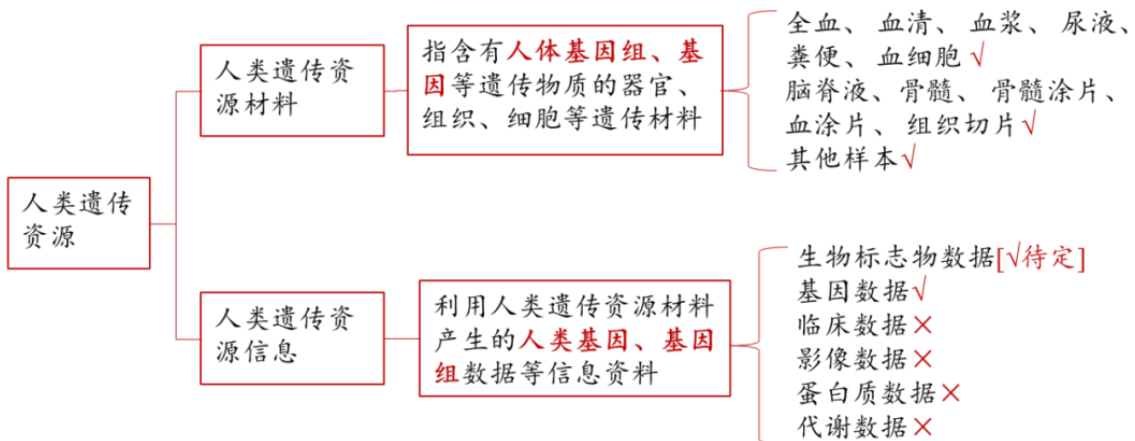 人类遗传
资源
人类遗传资
源材料
指含有人体基因组、基
因等遗传物质的器官、
组织、细胞等遗传材料
全血、血清、血浆、尿液、
粪便、血细胞√
脑脊液、骨髓、骨髓涂片、
血涂片、组织切片√
其他样本√
人类遗传资
源信息
利用人类遗传资源材料
产生的人类基因、基因
组数据等信息资料
生物标志物数据[√待定]
基因数据√
临床数据×
影像数据×
蛋白质数据×
代谢数据×